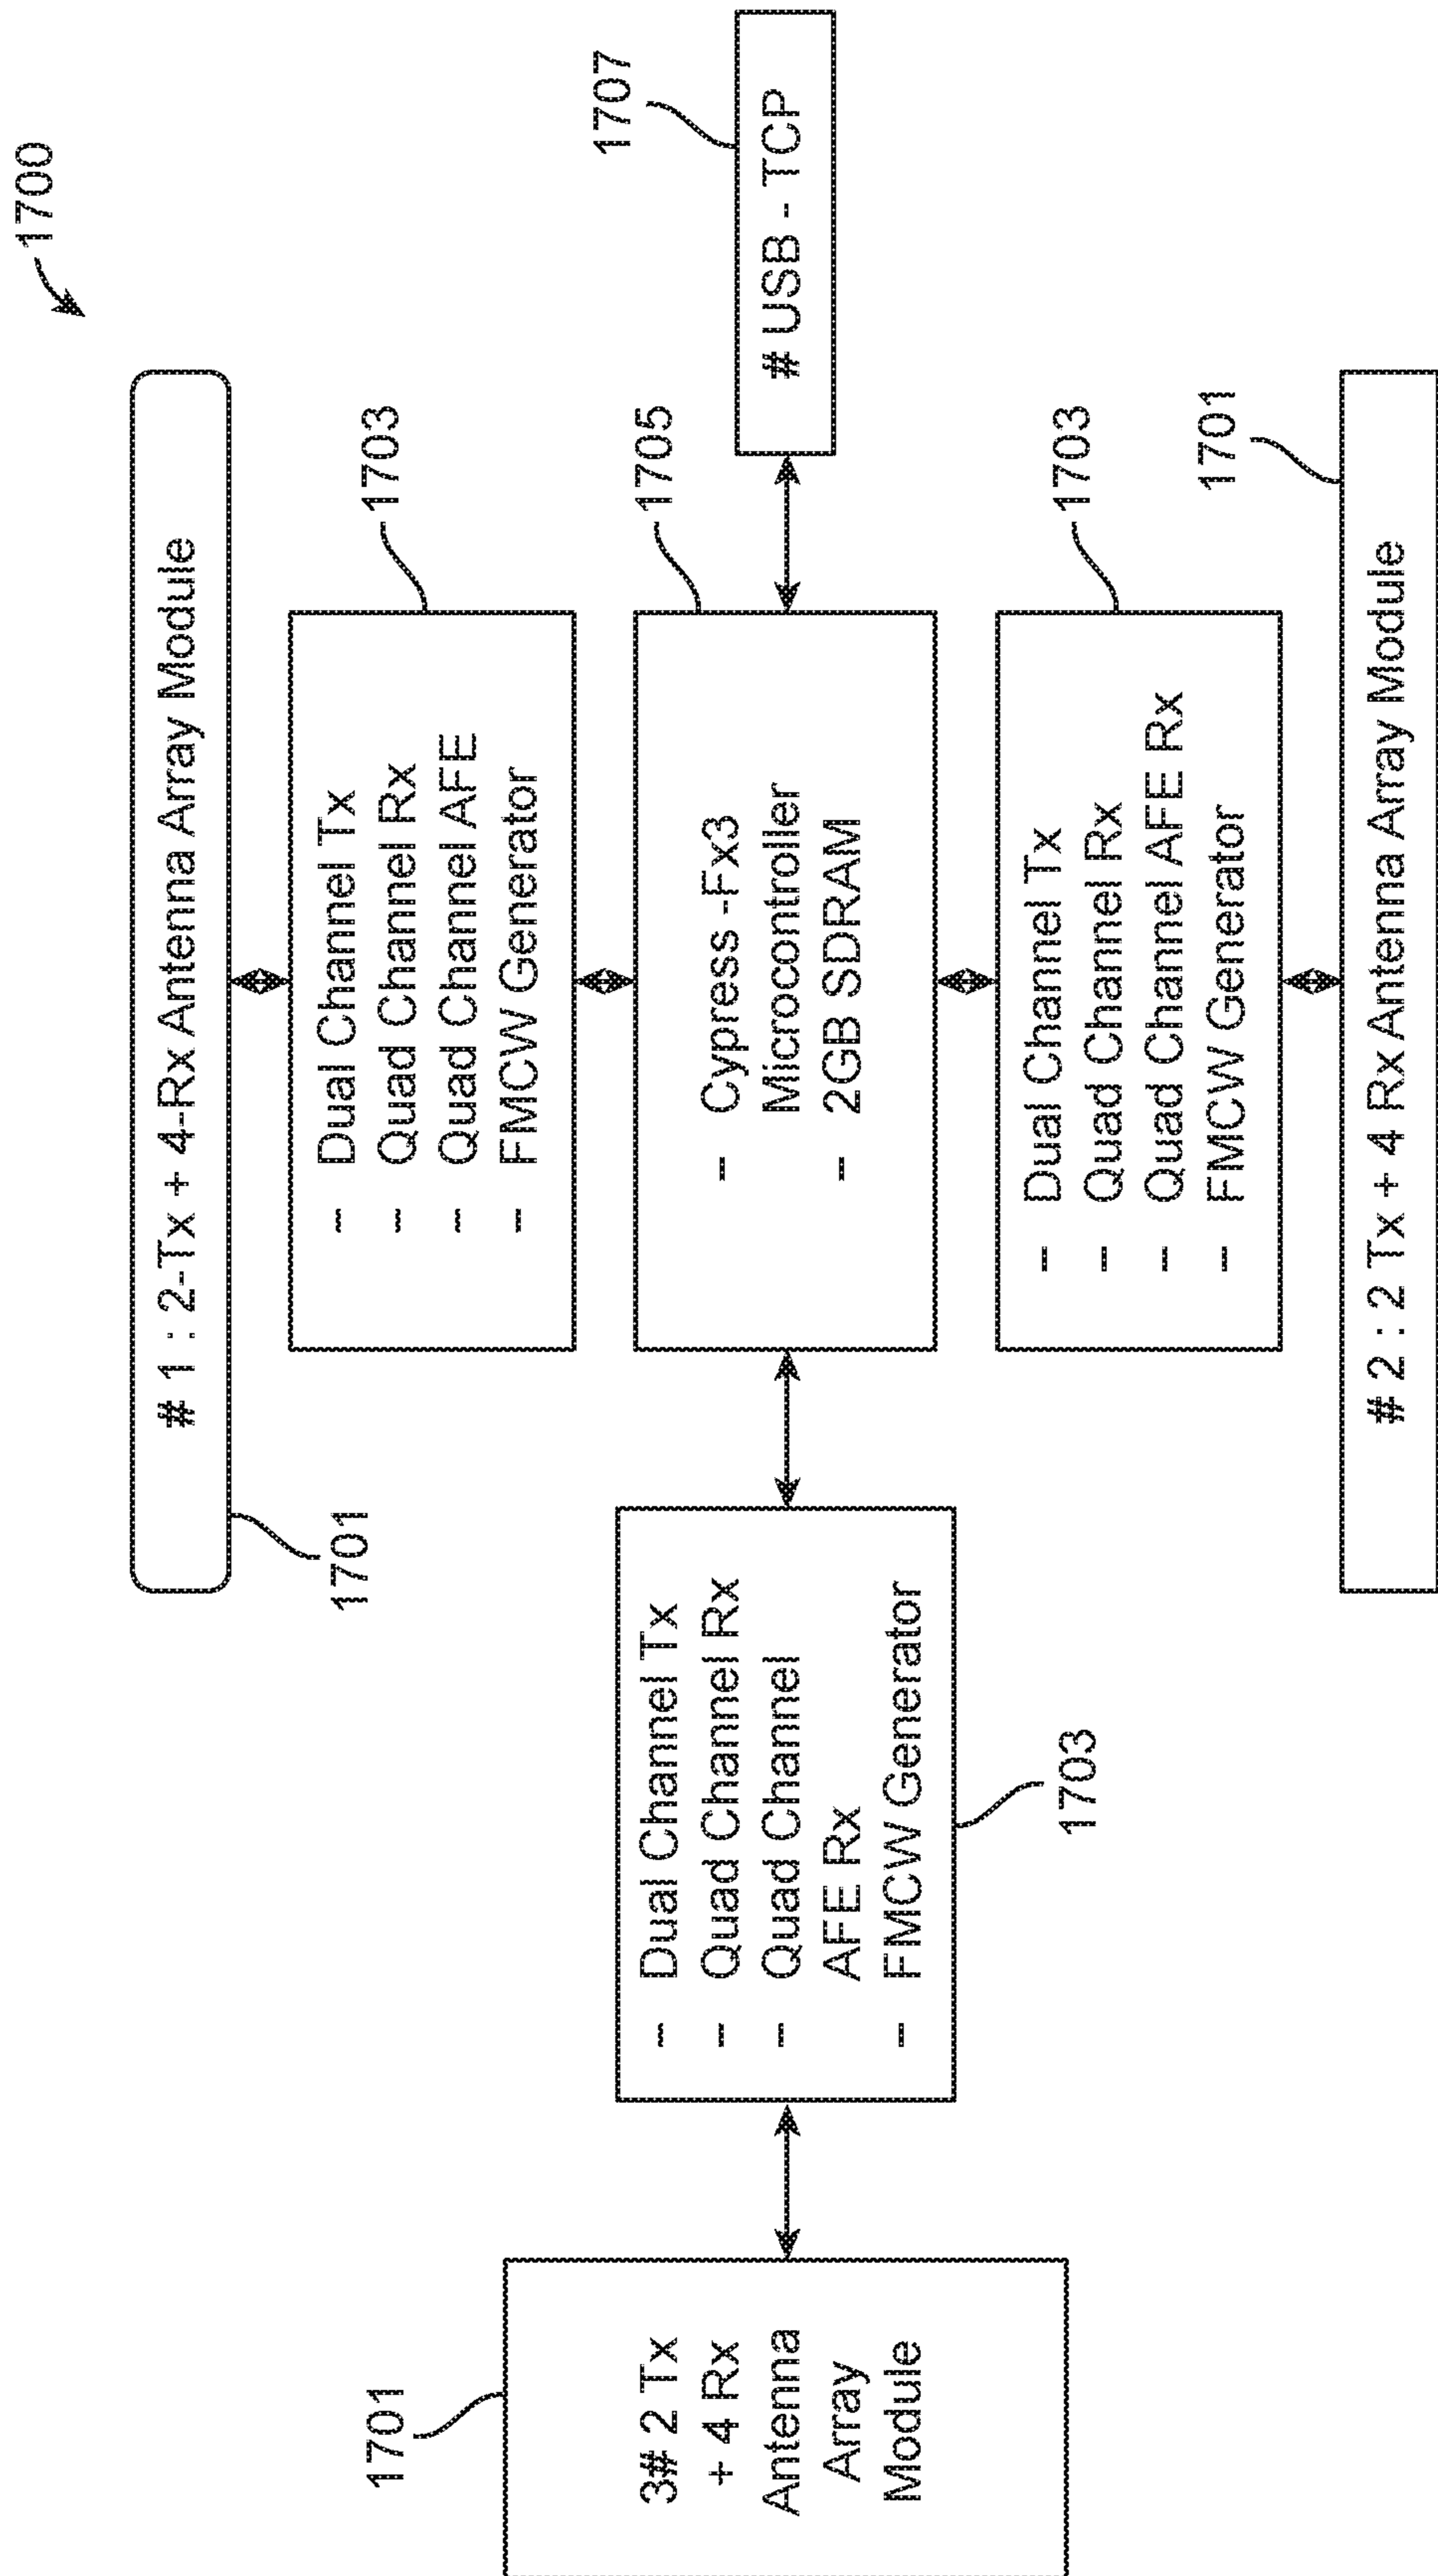 1700
# 1 : 2-Tx + 4-Rx Antenna Array Module
1701
1703
– Dual Channel Tx
– Quad Channel Rx
– Quad Channel AFE
– FMCW Generator
1705
– Cypress -Fx3
Microcontroller
– 2GB SDRAM
1707
# USB - TCP
1701
3# 2 Tx
+ 4 Rx
Antenna
Array
Module
– Dual Channel Tx
– Quad Channel Rx
– Quad Channel
AFE Rx
– FMCW Generator
1703
1703
– Dual Channel Tx
– Quad Channel Rx
– Quad Channel AFE Rx
– FMCW Generator
1701
# 2 : 2 Tx + 4 Rx Antenna Array Module